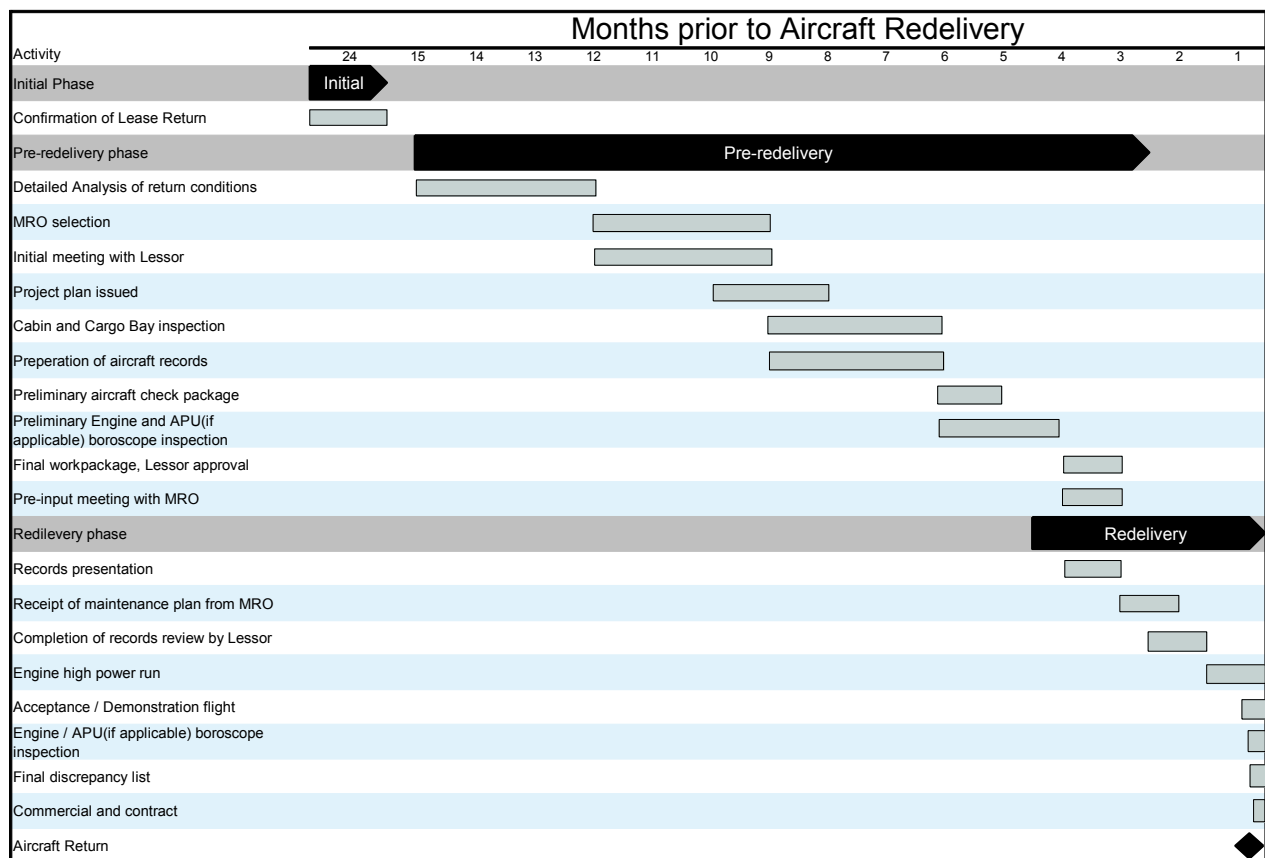 Months prior to Aircraft Redelivery
Activity 24 15 14 13 12 11 10 9 8 7 6 5 4 3 2 1
Initial Phase Initial
Confirmation of Lease Return
Pre-redelivery phase Pre-redelivery
Detailed Analysis of return conditions
MRO selection
Initial meeting with Lessor
Project plan issued
Cabin and Cargo Bay inspection
Preperation of aircraft records
Preliminary aircraft check package
Preliminary Engine and APU(if
applicable) boroscope inspection
Final workpackage, Lessor approval
Pre-input meeting with MRO
Redilevery phase Redelivery
Records presentation
Receipt of maintenance plan from MRO
Completion of records review by Lessor
Engine high power run
Acceptance / Demonstration flight
Engine / APU(if applicable) boroscope
inspection
Final discrepancy list
Commercial and contract
Aircraft Return